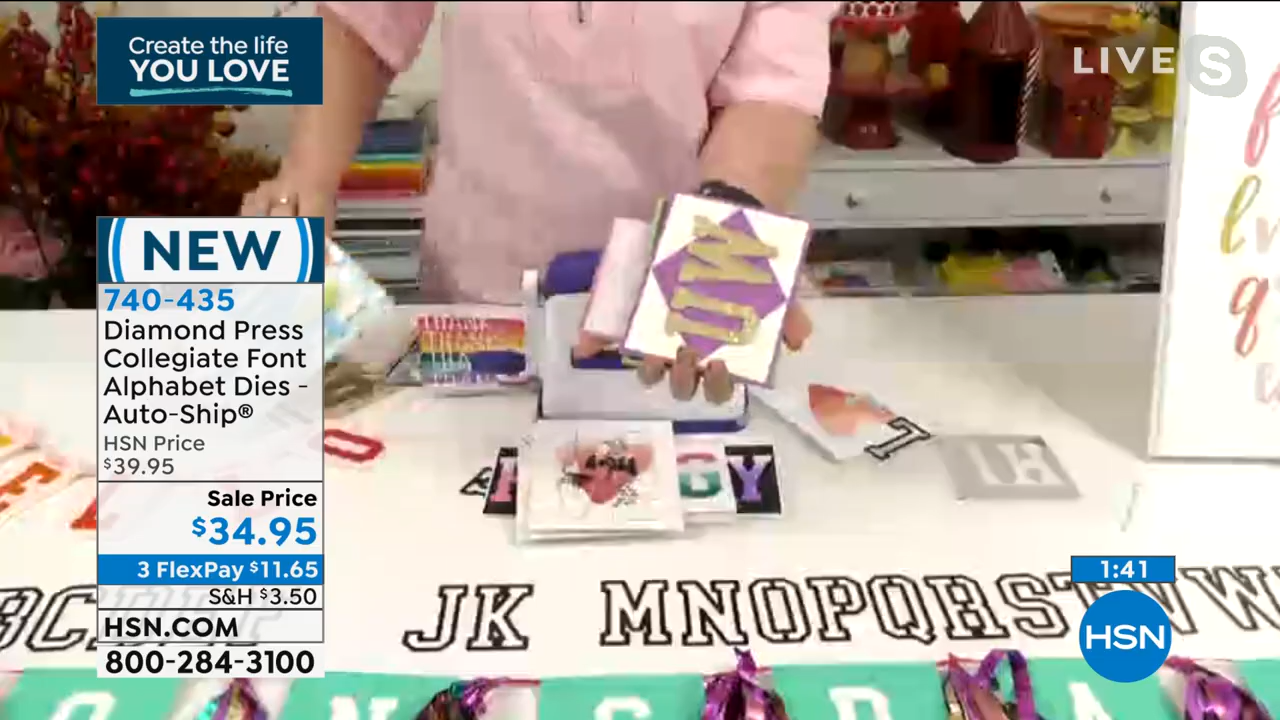 Create the life
YOU LOVE
LIVE S
NEW
740-435
Diamond Press
Collegiate Font
Alphabet Dies -
Auto-Ship®
HSN Price
$39.95
Sale Price
$34.95
3 FlexPay $11.65
S&H $3.50
HSN.COM
800-284-3100
1:41
HSN
G Y
JK MNOPQRST